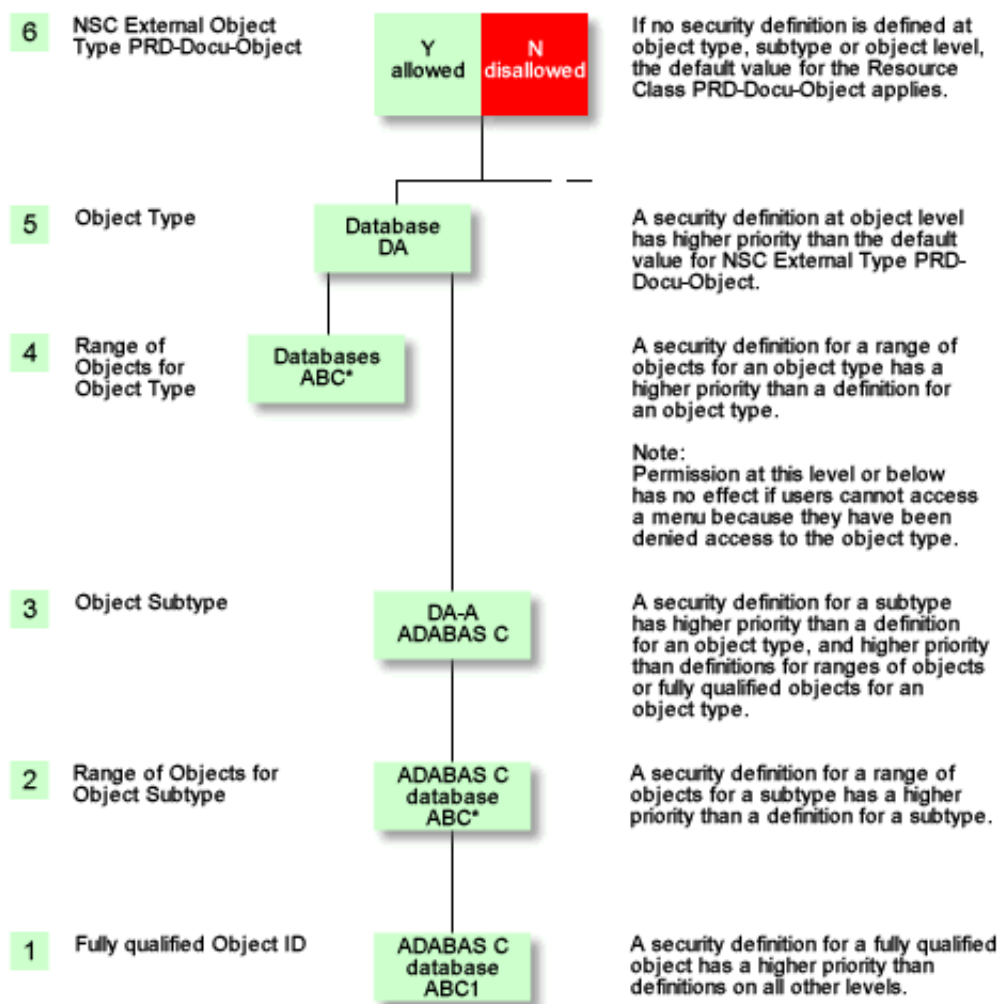 6
NSC External Object
Type PRD-Docu-Object
Y
allowed
N
disallowed
If no security definition is defined at
object type, subtype or object level,
the default value for the Resource
Class PRD-Docu-Object applies.
5
Object Type
Database
DA
A security definition at object level
has higher priority than the default
value for NSC External Type PRD-
Docu-Object.
4
Range of
Objects for
Object Type
Databases
ABC*
A security definition for a range of
objects for an object type has a
higher priority than a definition for
an object type.
Note:
Permission at this level or below
has no effect if users cannot access
a menu because they have been
denied access to the object type.
3
Object Subtype
DA-A
ADABAS C
A security definition for a subtype
has higher priority than a definition
for an object type, and higher priority
than definitions for ranges of objects
or fully qualified objects for an
object type.
2
Range of Objects for
Object Subtype
ADABAS C
database
ABC*
A security definition for a range of
objects for a subtype has a higher
priority than a definition for a subtype.
1
Fully qualified Object ID
ADABAS C
database
ABC1
A security definition for a fully qualified
object has a higher priority than
definitions on all other levels.